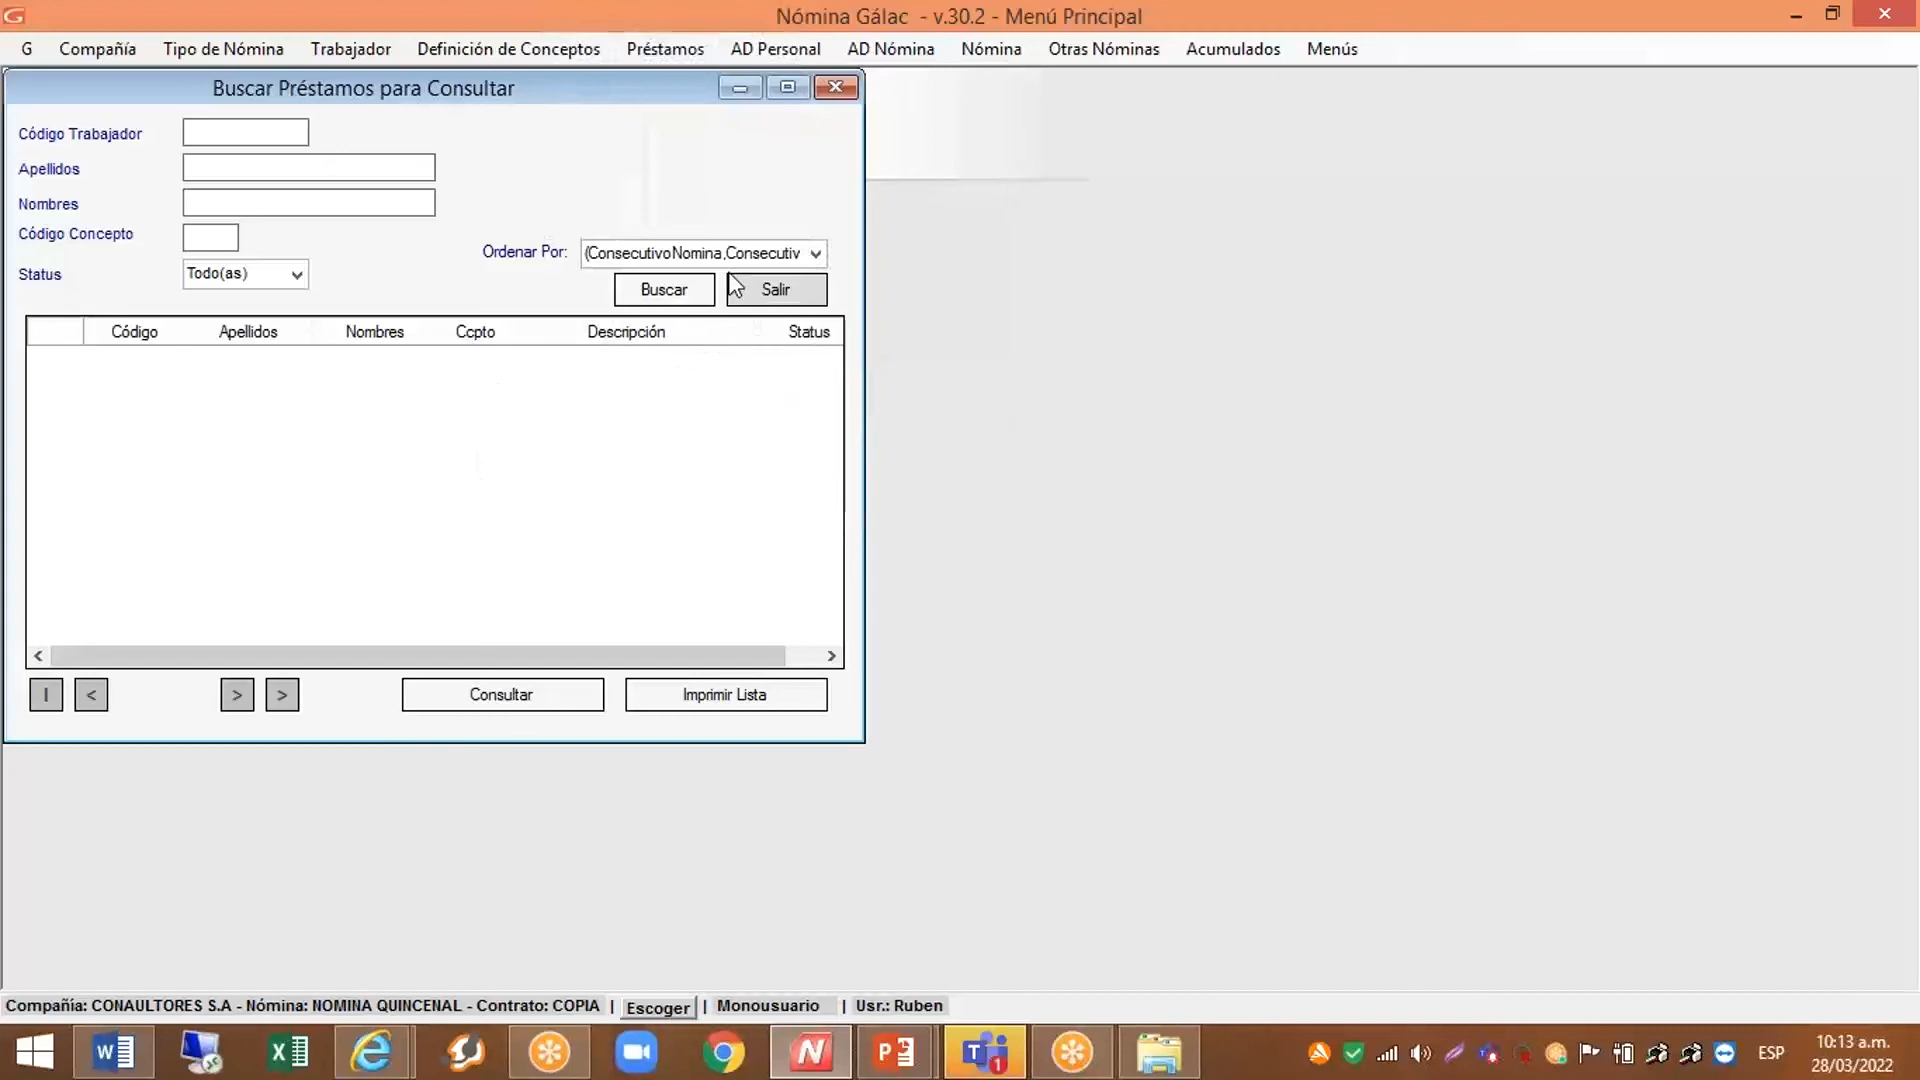 Nómina Gálac - v.30.2 - Menú Principal
G Compañía Tipo de Nómina Trabajador Definición de Conceptos Préstamos AD Personal AD Nómina Nómina Otras Nóminas Acumulados Menús
Buscar Préstamos para Consultar
Código Trabajador
Apellidos
Nombres
Código Concepto
Ordenar Por: (ConsecutivoNomina,Consecutiv
Status Todo(as)
Buscar Salir
Código Apellidos Nombres Ccpto Descripción Status
< >
I < > > Consultar Imprimir Lista
Compañía: CONAULTORES S.A - Nómina: NOMINA QUINCENAL - Contrato: COPIA | Escoger | Monousuario | Usr.: Ruben
ESP 10:13 a.m.
28/03/2022